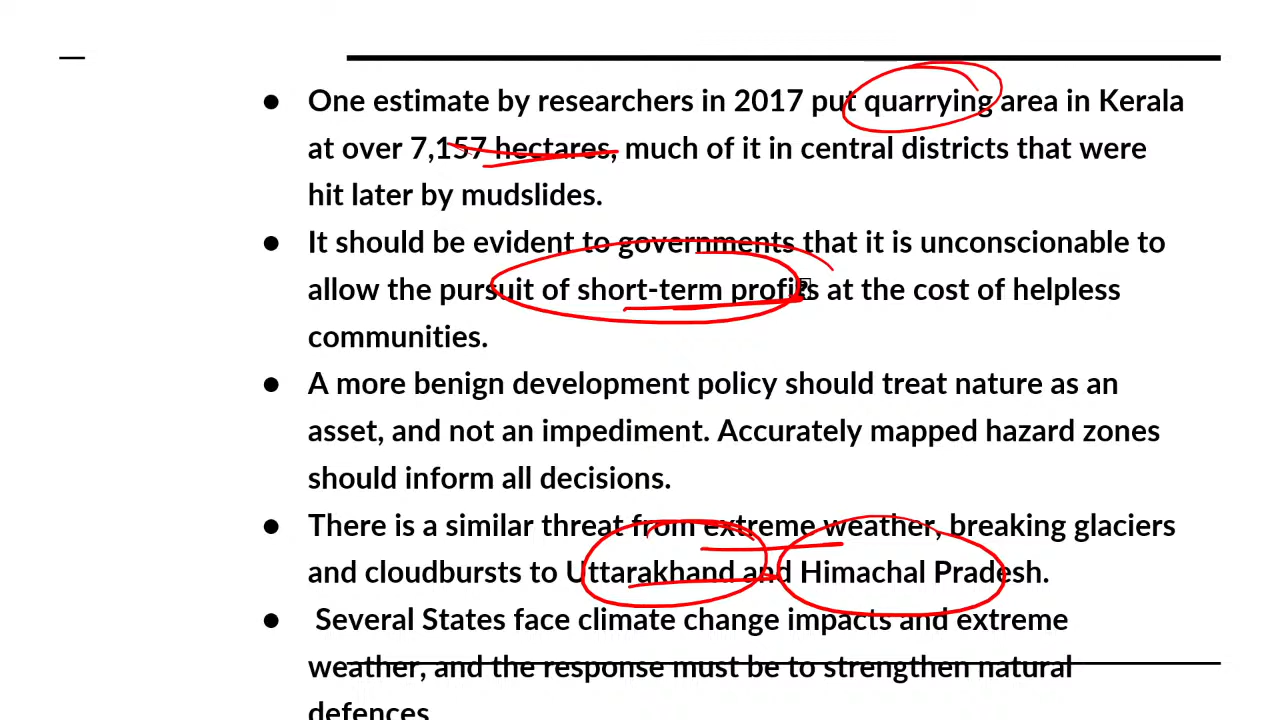 ● One estimate by researchers in 2017 put quarrying area in Kerala
at over 7,157 hectares, much of it in central districts that were
hit later by mudslides.
● It should be evident to governments that it is unconscionable to
allow the pursuit of short-term profits at the cost of helpless
communities.
● A more benign development policy should treat nature as an
asset, and not an impediment. Accurately mapped hazard zones
should inform all decisions.
● There is a similar threat from extreme weather, breaking glaciers
and cloudbursts to Uttarakhand and Himachal Pradesh.
● Several States face climate change impacts and extreme
weather, and the response must be to strengthen natural
defences